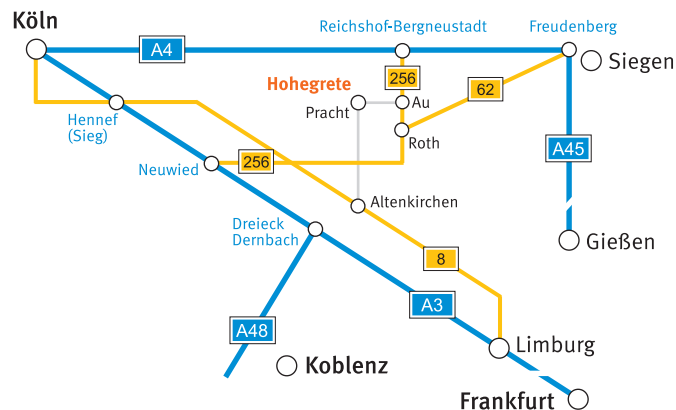 Köln
Reichshof-Bergneustadt
Freudenberg
A4
Siegen
256
Hohegrete
62
Pracht
Au
Hennef
(Sieg)
Roth
A45
Neuwied
256
Altenkirchen
Dreieck
Dernbach
Gießen
8
A3
A48
Limburg
Koblenz
Frankfurt